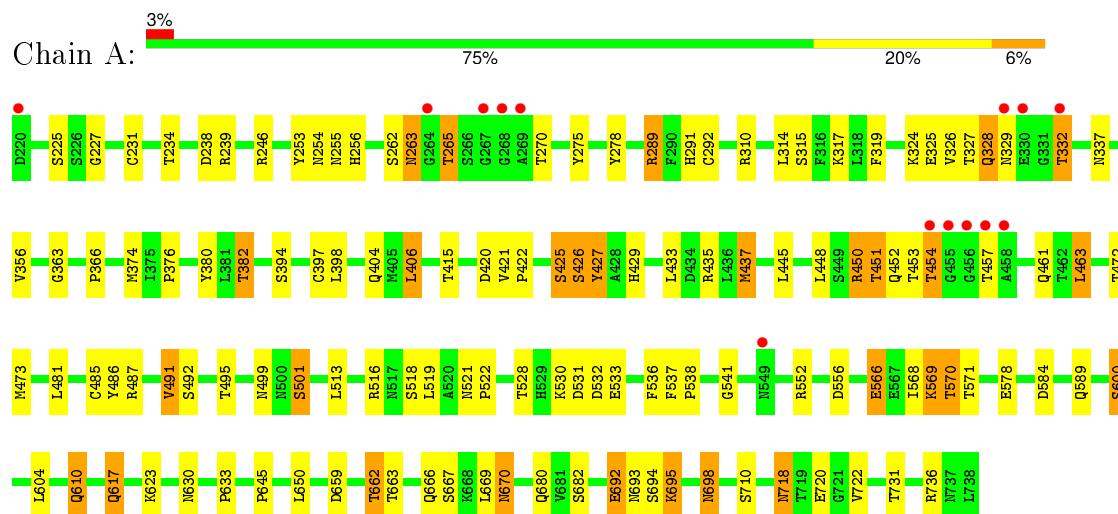 3%
Chain A:
75% 20% 6%
D220 S225 S226 G227 C231 T234 D238 R239 R246 Y253 N254 N255 H256 S262 N263 G264 T265 S266 G267 G268 A269 T270 Y275 Y278 R289 F290 H291 C292 R310 L314 S315 F316 K317 L318 F319 K324 E325 V326 T327 Q328 N329 E330 G331 T332 N337
V356 G363 P366 M374 I375 P376 Y380 L381 T382 S394 C397 L398 Q404 M405 L406 T415 D420 V421 P422 S425 S426 Y427 A428 H429 L433 D434 R435 L436 M437 L445 L448 S449 R450 T451 Q452 T453 T454 G455 G456 T457 A458 Q461 T462 L463
M473 L481 C485 Y486 R487 V491 S492 T495 N499 N500 S501 L513 R516 N517 S518 L519 A520 N521 P522 T528 H529 K530 D531 D532 E533 F536 F537 P538 G541 N549 R552 D556 E566 E567 I568 K569 T570 T571 E578 D584 Q589
L604 Q610 Q617 K623 N630 P633 P645 L650 D659 T662 T663 Q666 S667 K668 L669 N670 Q680 V681 S682 E692 N693 S694 K695 N698 S710 N718 T719 E720 G721 V722 T731 R736 N737 L738